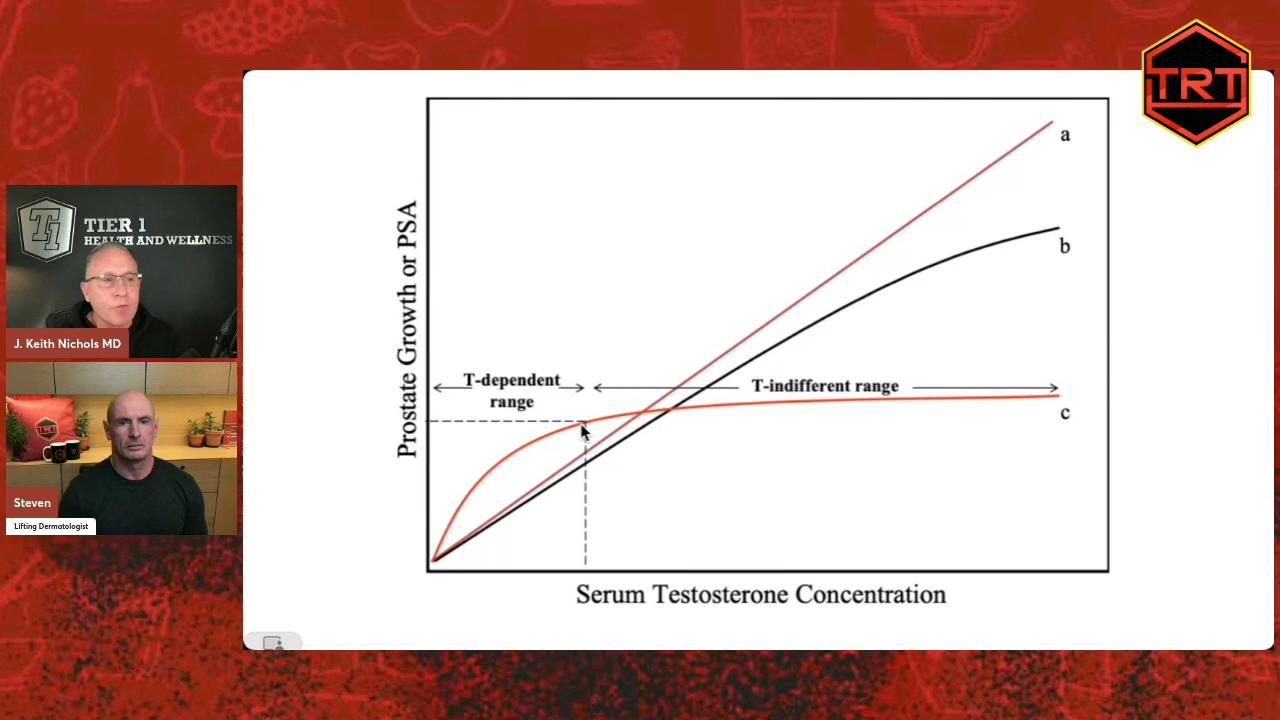 TRT
TIER 1
HEALTH AND WELLNESS
J. Keith Nichols MD
TRT
Steven
Lifting Dermatologist
Prostate Growth or PSA
a
b
T-dependent
range
T-indifferent range
c
Serum Testosterone Concentration